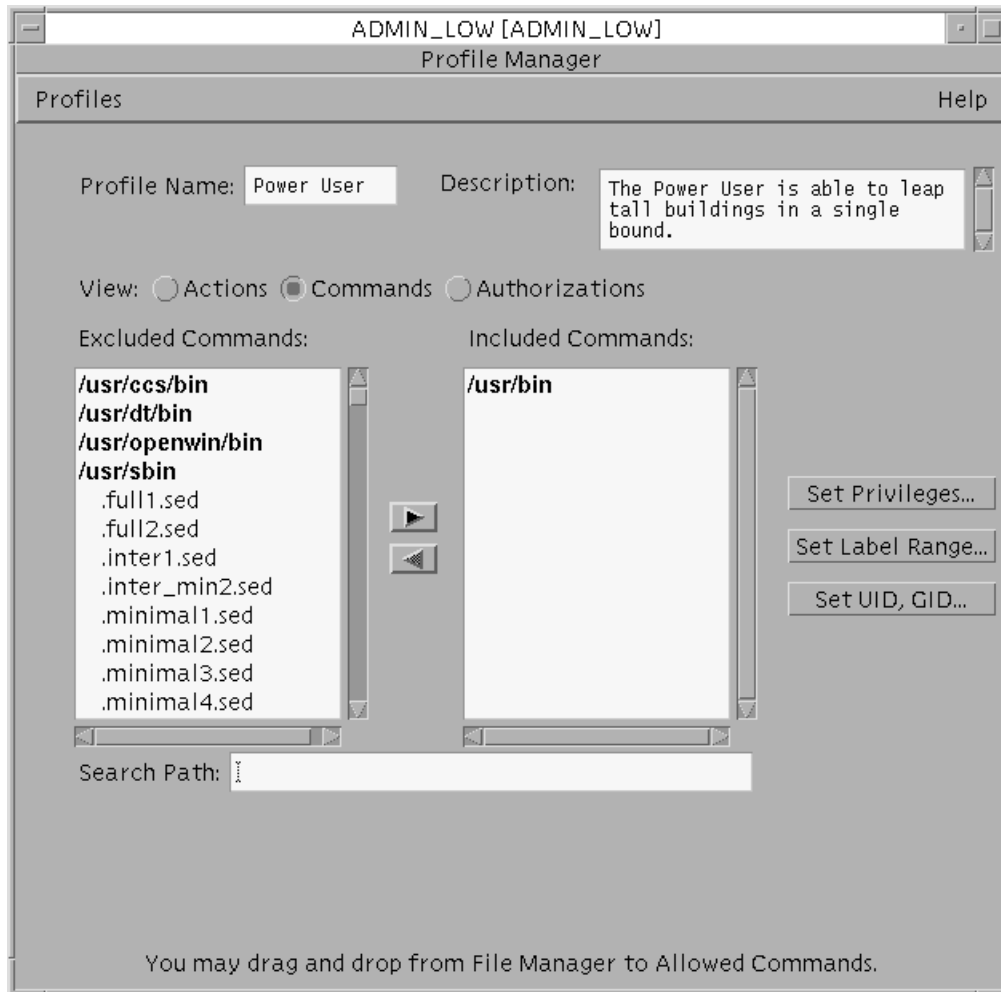 ADMIN_LOW [ADMIN_LOW]
Profile Manager
Profiles Help
Profile Name: Power User Description: The Power User is able to leap
tall buildings in a single
bound.
View: Actions Commands Authorizations
Excluded Commands: Included Commands:
/usr/ccs/bin /usr/bin
/usr/dt/bin
/usr/openwin/bin
/usr/sbin
.full1.sed
.full2.sed
.inter1.sed
.inter_min2.sed
.minimal1.sed
.minimal2.sed
.minimal3.sed
.minimal4.sed
Set Privileges...
Set Label Range...
Set UID, GID...
Search Path:
You may drag and drop from File Manager to Allowed Commands.